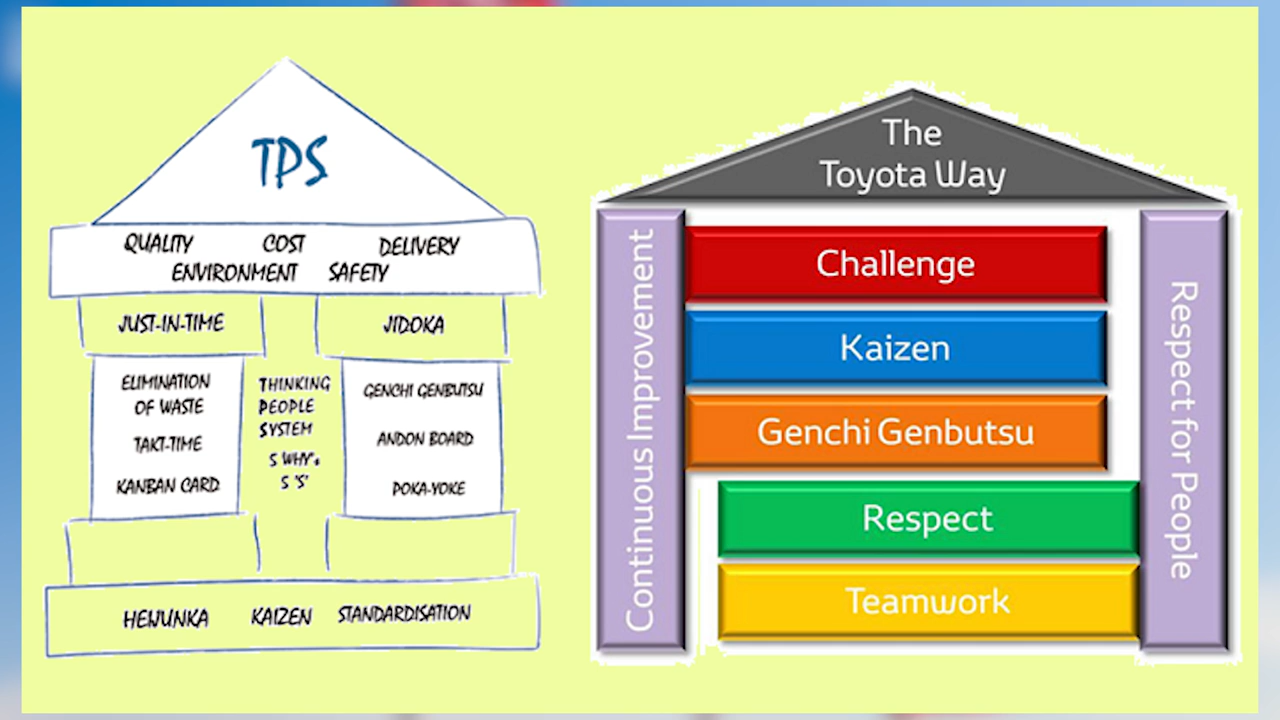 TPS
QUALITY COST DELIVERY
ENVIRONMENT SAFETY
JUST-IN-TIME
JIDOKA
ELIMINATION
OF WASTE
TAKT-TIME
KANBAN CARD
THINKING
PEOPLE
SYSTEM
5 WHY's
5 'S'
GENCHI GENBUTSU
ANDON BOARD
POKA-YOKE
HEIJUNKA KAIZEN STANDARDISATION
The
Toyota Way
Continuous Improvement
Challenge
Kaizen
Genchi Genbutsu
Respect
Teamwork
Respect for People